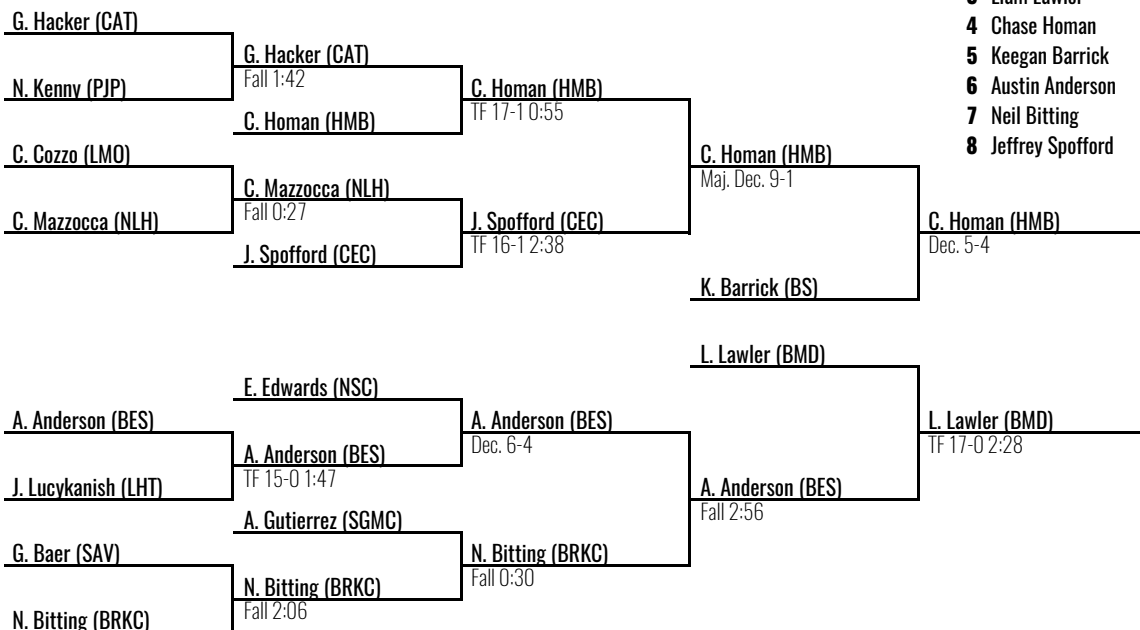 G. Hacker (CAT)
N. Kenny (PJP)
C. Cozzo (LMO)
C. Mazzocca (NLH)
A. Anderson (BES)
J. Lucykanish (LHT)
G. Baer (SAV)
N. Bitting (BRKC)
G. Hacker (CAT)
Fall 1:42
C. Homan (HMB)
C. Mazzocca (NLH)
Fall 0:27
J. Spofford (CEC)
E. Edwards (NSC)
A. Anderson (BES)
TF 15-0 1:47
A. Gutierrez (SGMC)
N. Bitting (BRKC)
Fall 2:06
C. Homan (HMB)
TF 17-1 0:55
J. Spofford (CEC)
TF 16-1 2:38
A. Anderson (BES)
Dec. 6-4
N. Bitting (BRKC)
Fall 0:30
C. Homan (HMB)
Maj. Dec. 9-1
K. Barrick (BS)
L. Lawler (BMD)
A. Anderson (BES)
Fall 2:56
C. Homan (HMB)
Dec. 5-4
L. Lawler (BMD)
TF 17-0 2:28
3 Liam Lawler
4 Chase Homan
5 Keegan Barrick
6 Austin Anderson
7 Neil Bitting
8 Jeffrey Spofford